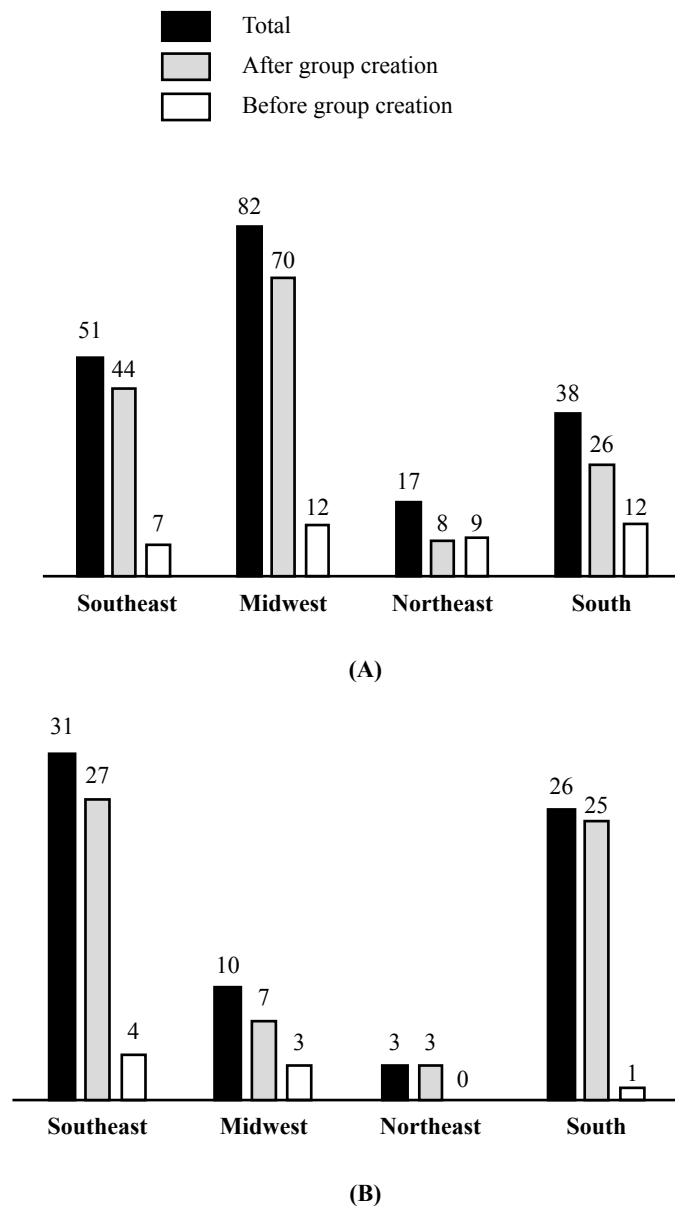 Total
After group creation
Before group creation
82
70
51
44
38
26
17
12
12
7
8
9
Southeast
Midwest
Northeast
South
(A)
31
27
26
25
10
7
4
3
3
3
0
1
Southeast
Midwest
Northeast
South
(B)